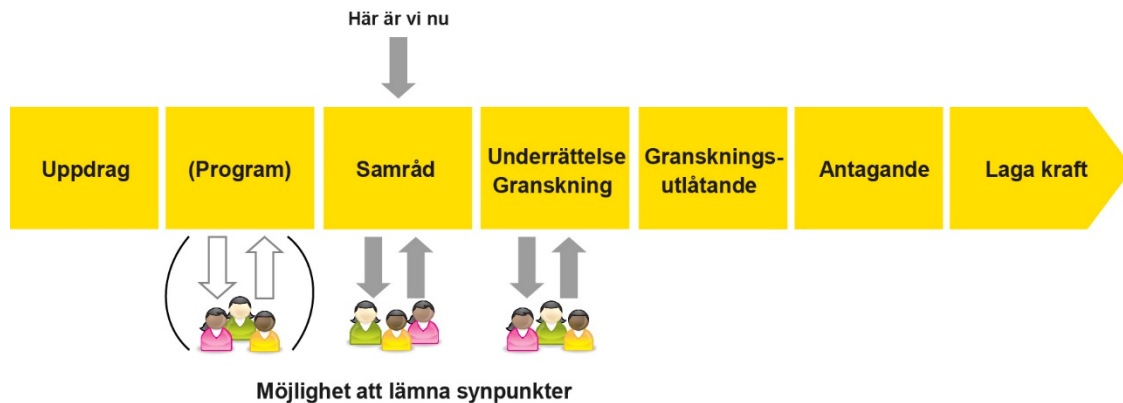 Här är vi nu
Uppdrag
(Program)
Samråd
Underrättelse
Granskning
Gransknings-
utlåtande
Antagande
Laga kraft
Möjlighet att lämna synpunkter